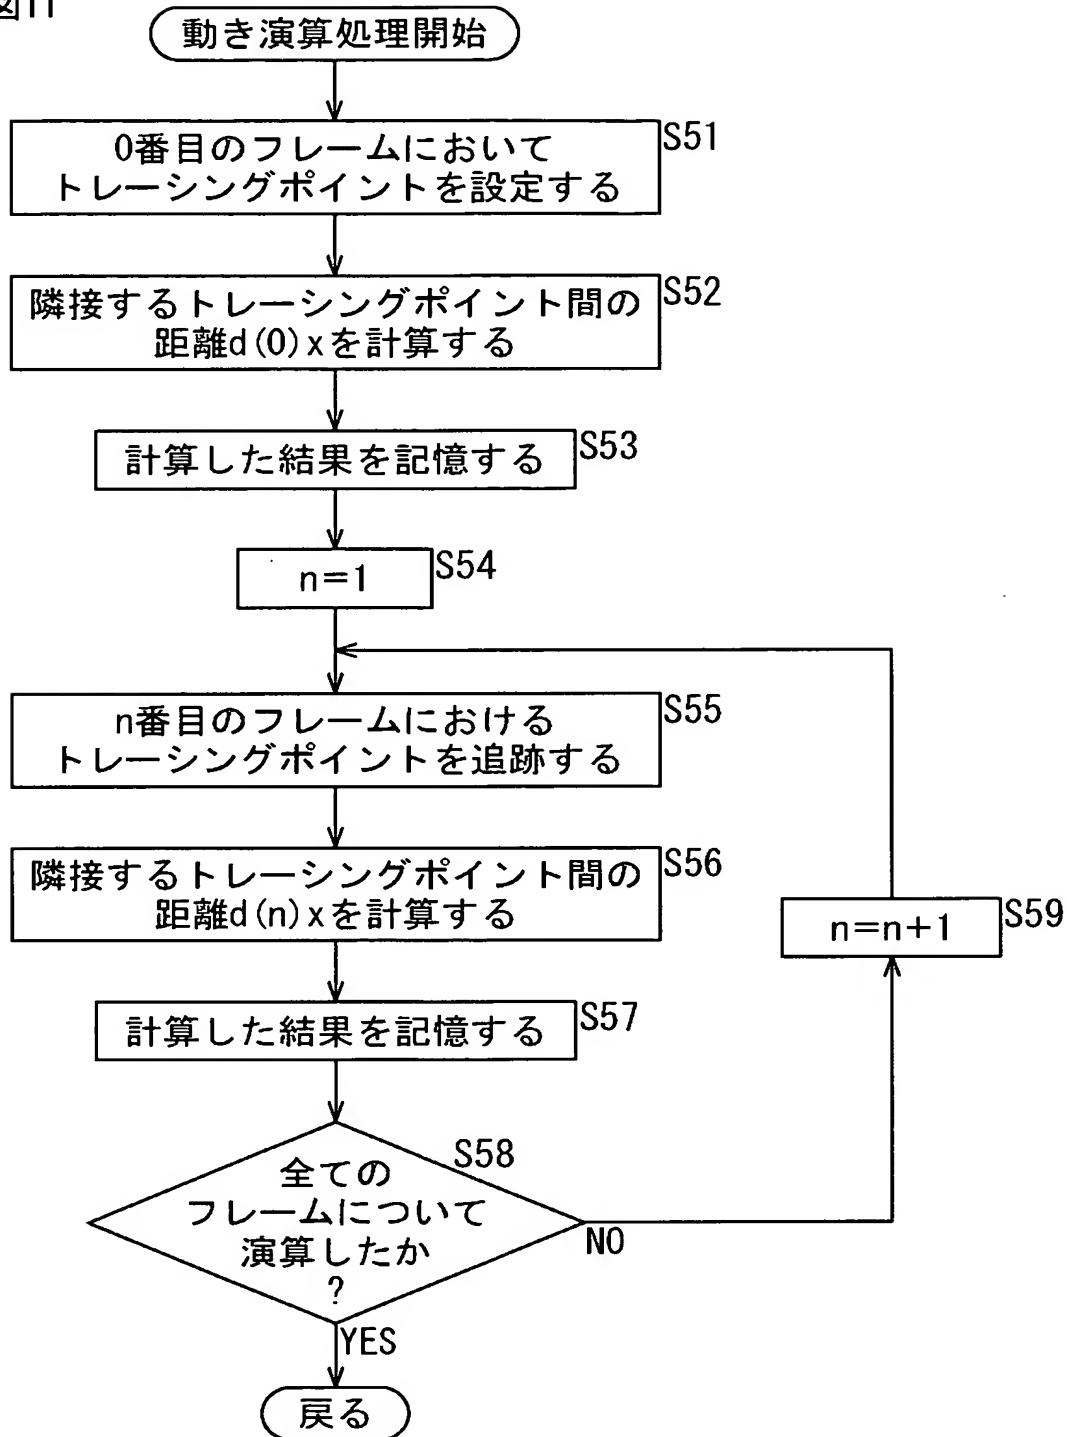 図11
動き演算処理開始
0番目のフレームにおいて
トレーシングポイントを設定する
S51
隣接するトレーシングポイント間の
距離d(0)xを計算する
S52
計算した結果を記憶する
S53
n=1
S54
n番目のフレームにおける
トレーシングポイントを追跡する
S55
隣接するトレーシングポイント間の
距離d(n)xを計算する
S56
計算した結果を記憶する
S57
全ての
フレームについて
演算したか
?
S58
NO
n=n+1
S59
YES
戻る